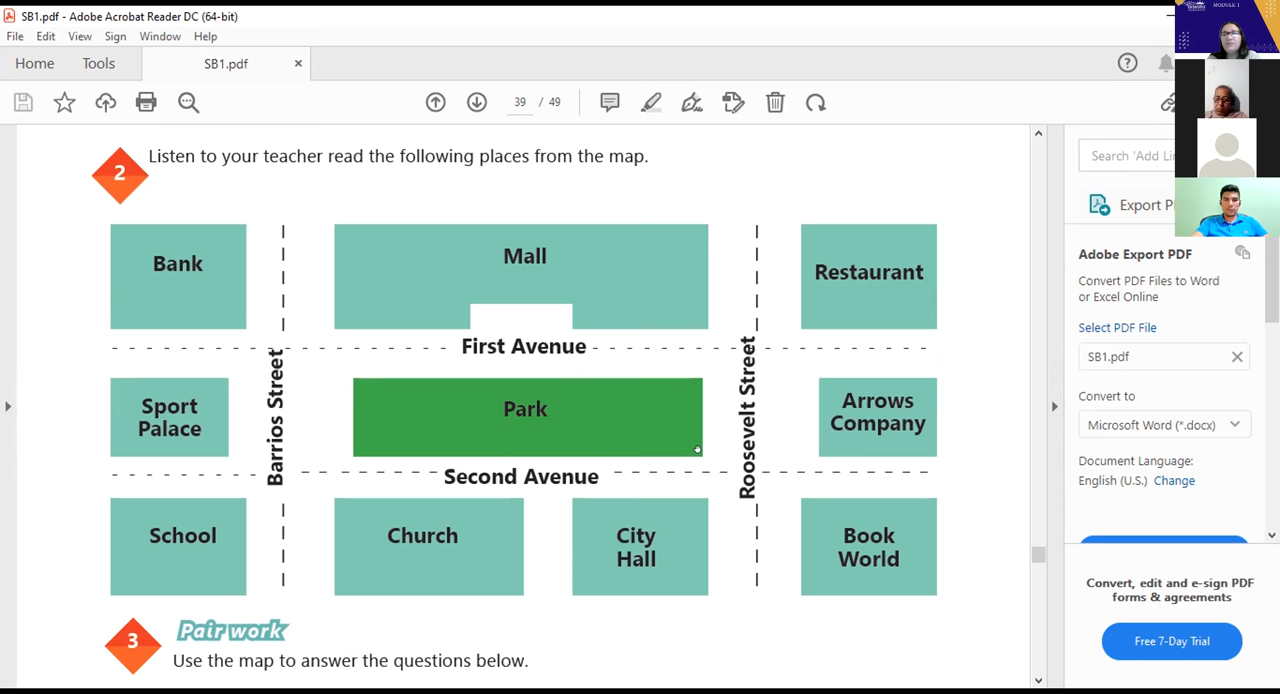 SB1.pdf - Adobe Acrobat Reader DC (64-bit)
File Edit View Sign Window Help
Home Tools SB1.pdf ×
39 / 49
MODULE 1
2 Listen to your teacher read the following places from the map.
Bank
Mall
Restaurant
First Avenue
Sport
Palace
Barrios Street
Park
Roosevelt Street
Arrows
Company
Second Avenue
School
Church
City
Hall
Book
World
3 Pair work
Use the map to answer the questions below.
Search 'Add Li
Export P
Adobe Export PDF
Convert PDF Files to Word
or Excel Online
Select PDF File
SB1.pdf
Convert to
Microsoft Word (*.docx)
Document Language:
English (U.S.) Change
Convert, edit and e-sign PDF
forms & agreements
Free 7-Day Trial